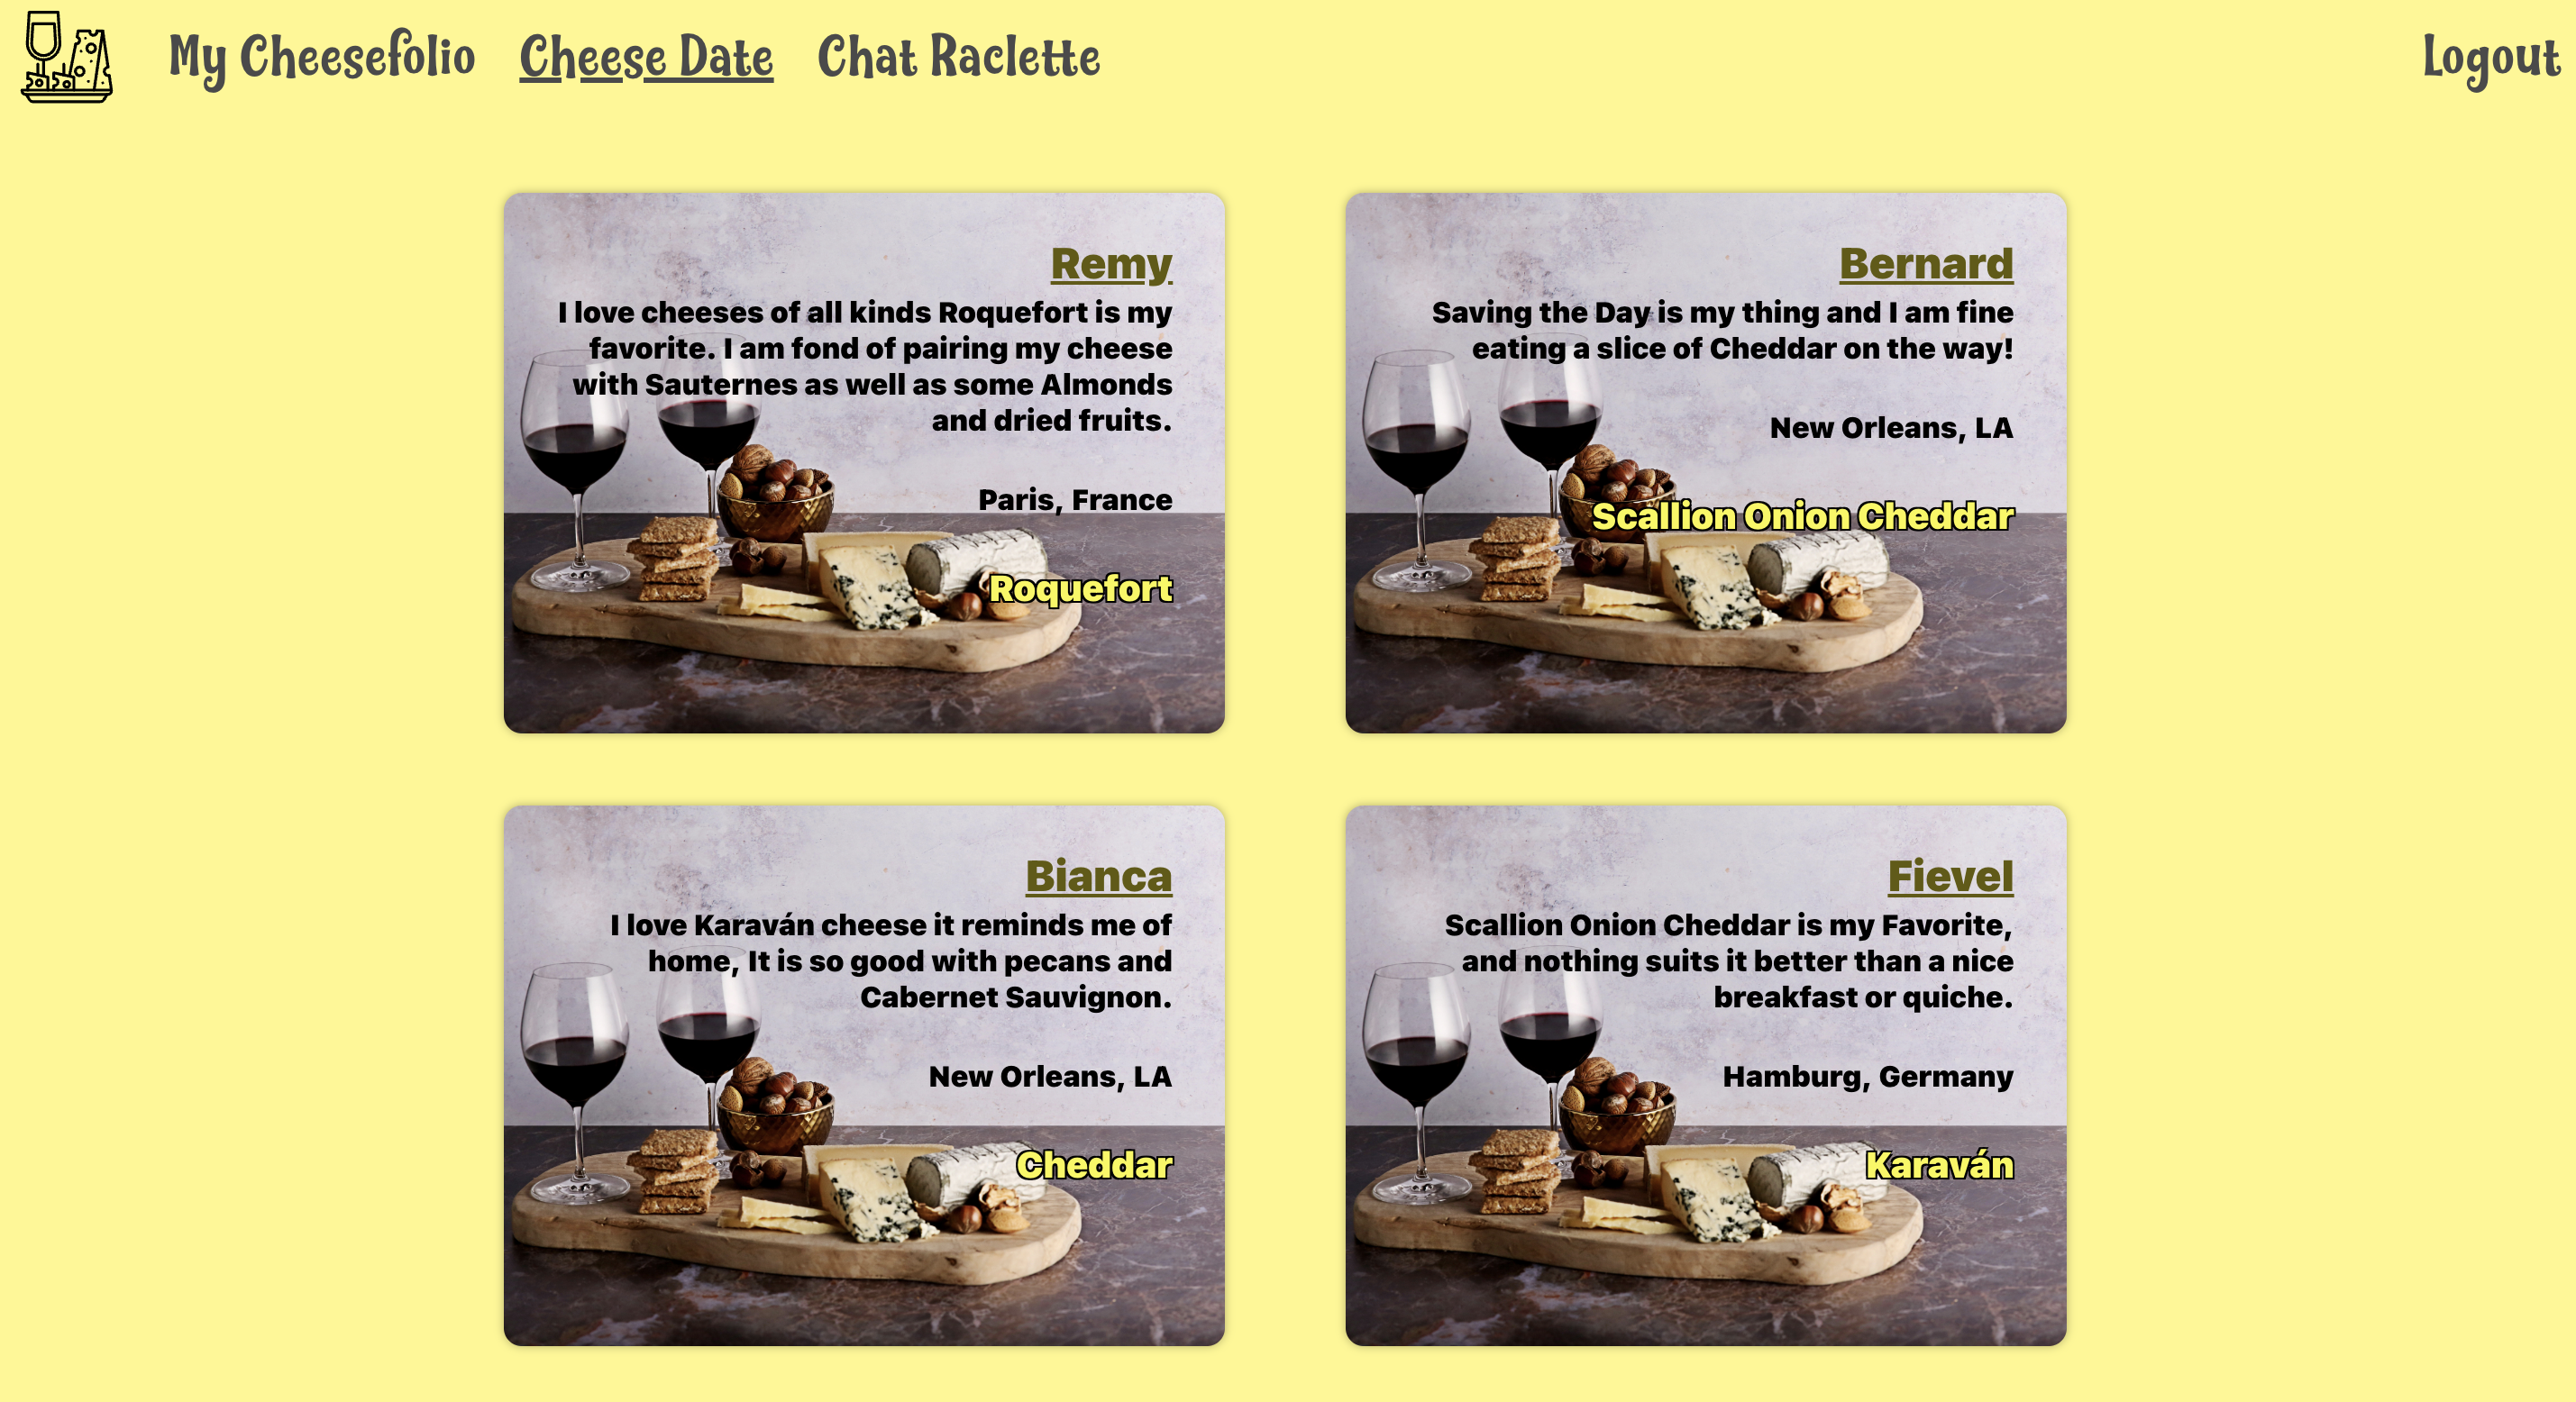 My Cheesefolio Cheese Date Chat Raclette Logout
Remy
I love cheeses of all kinds Roquefort is my
favorite. I am fond of pairing my cheese
with Sauternes as well as some Almonds
and dried fruits.
Paris, France
Roquefort
Bernard
Saving the Day is my thing and I am fine
eating a slice of Cheddar on the way!
New Orleans, LA
Scallion Onion Cheddar
Bianca
I love Karaván cheese it reminds me of
home, It is so good with pecans and
Cabernet Sauvignon.
New Orleans, LA
Cheddar
Fievel
Scallion Onion Cheddar is my Favorite,
and nothing suits it better than a nice
breakfast or quiche.
Hamburg, Germany
Karaván